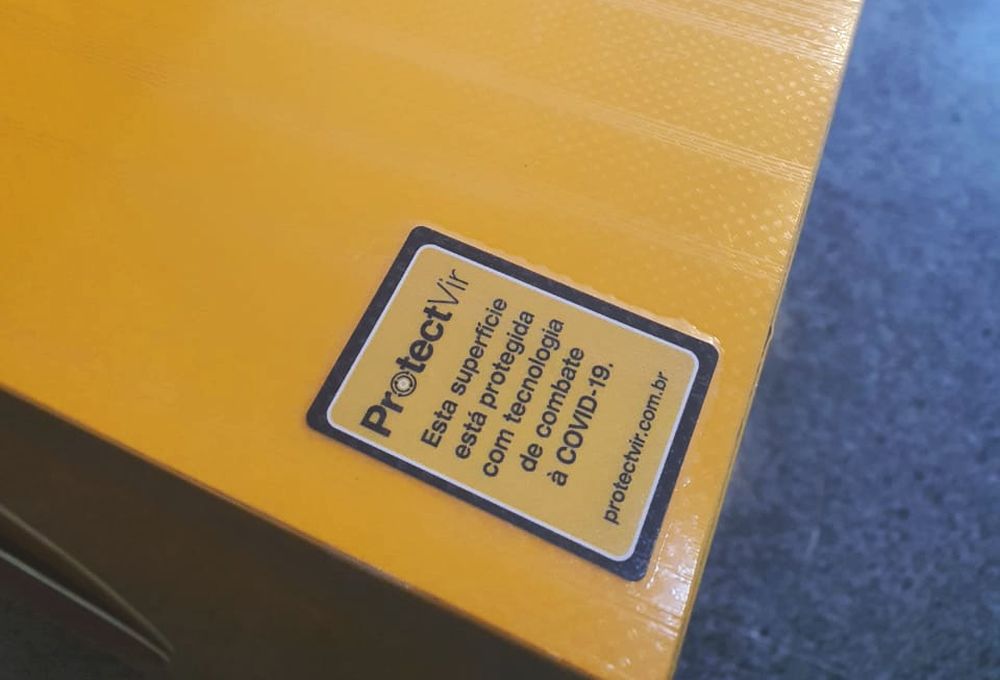 ProtectVir
Esta superfície
está protegida
com tecnologia
de combate
à COVID-19.
protectvir.com.br